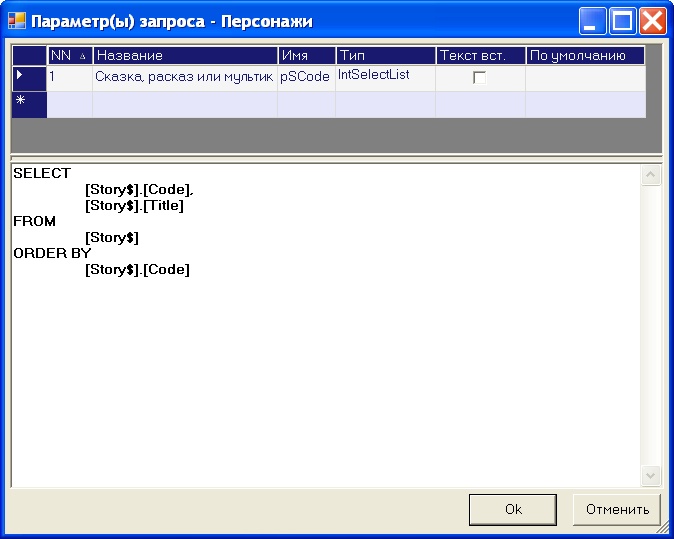 Параметр(ы) запроса - Персонажи
NN Название Имя Тип Текст вст. По умолчанию
1 Сказка, расказ или мультик pSCode IntSelectList
*
SELECT
[Story$].[Code],
[Story$].[Title]
FROM
[Story$]
ORDER BY
[Story$].[Code]
Ok Отменить